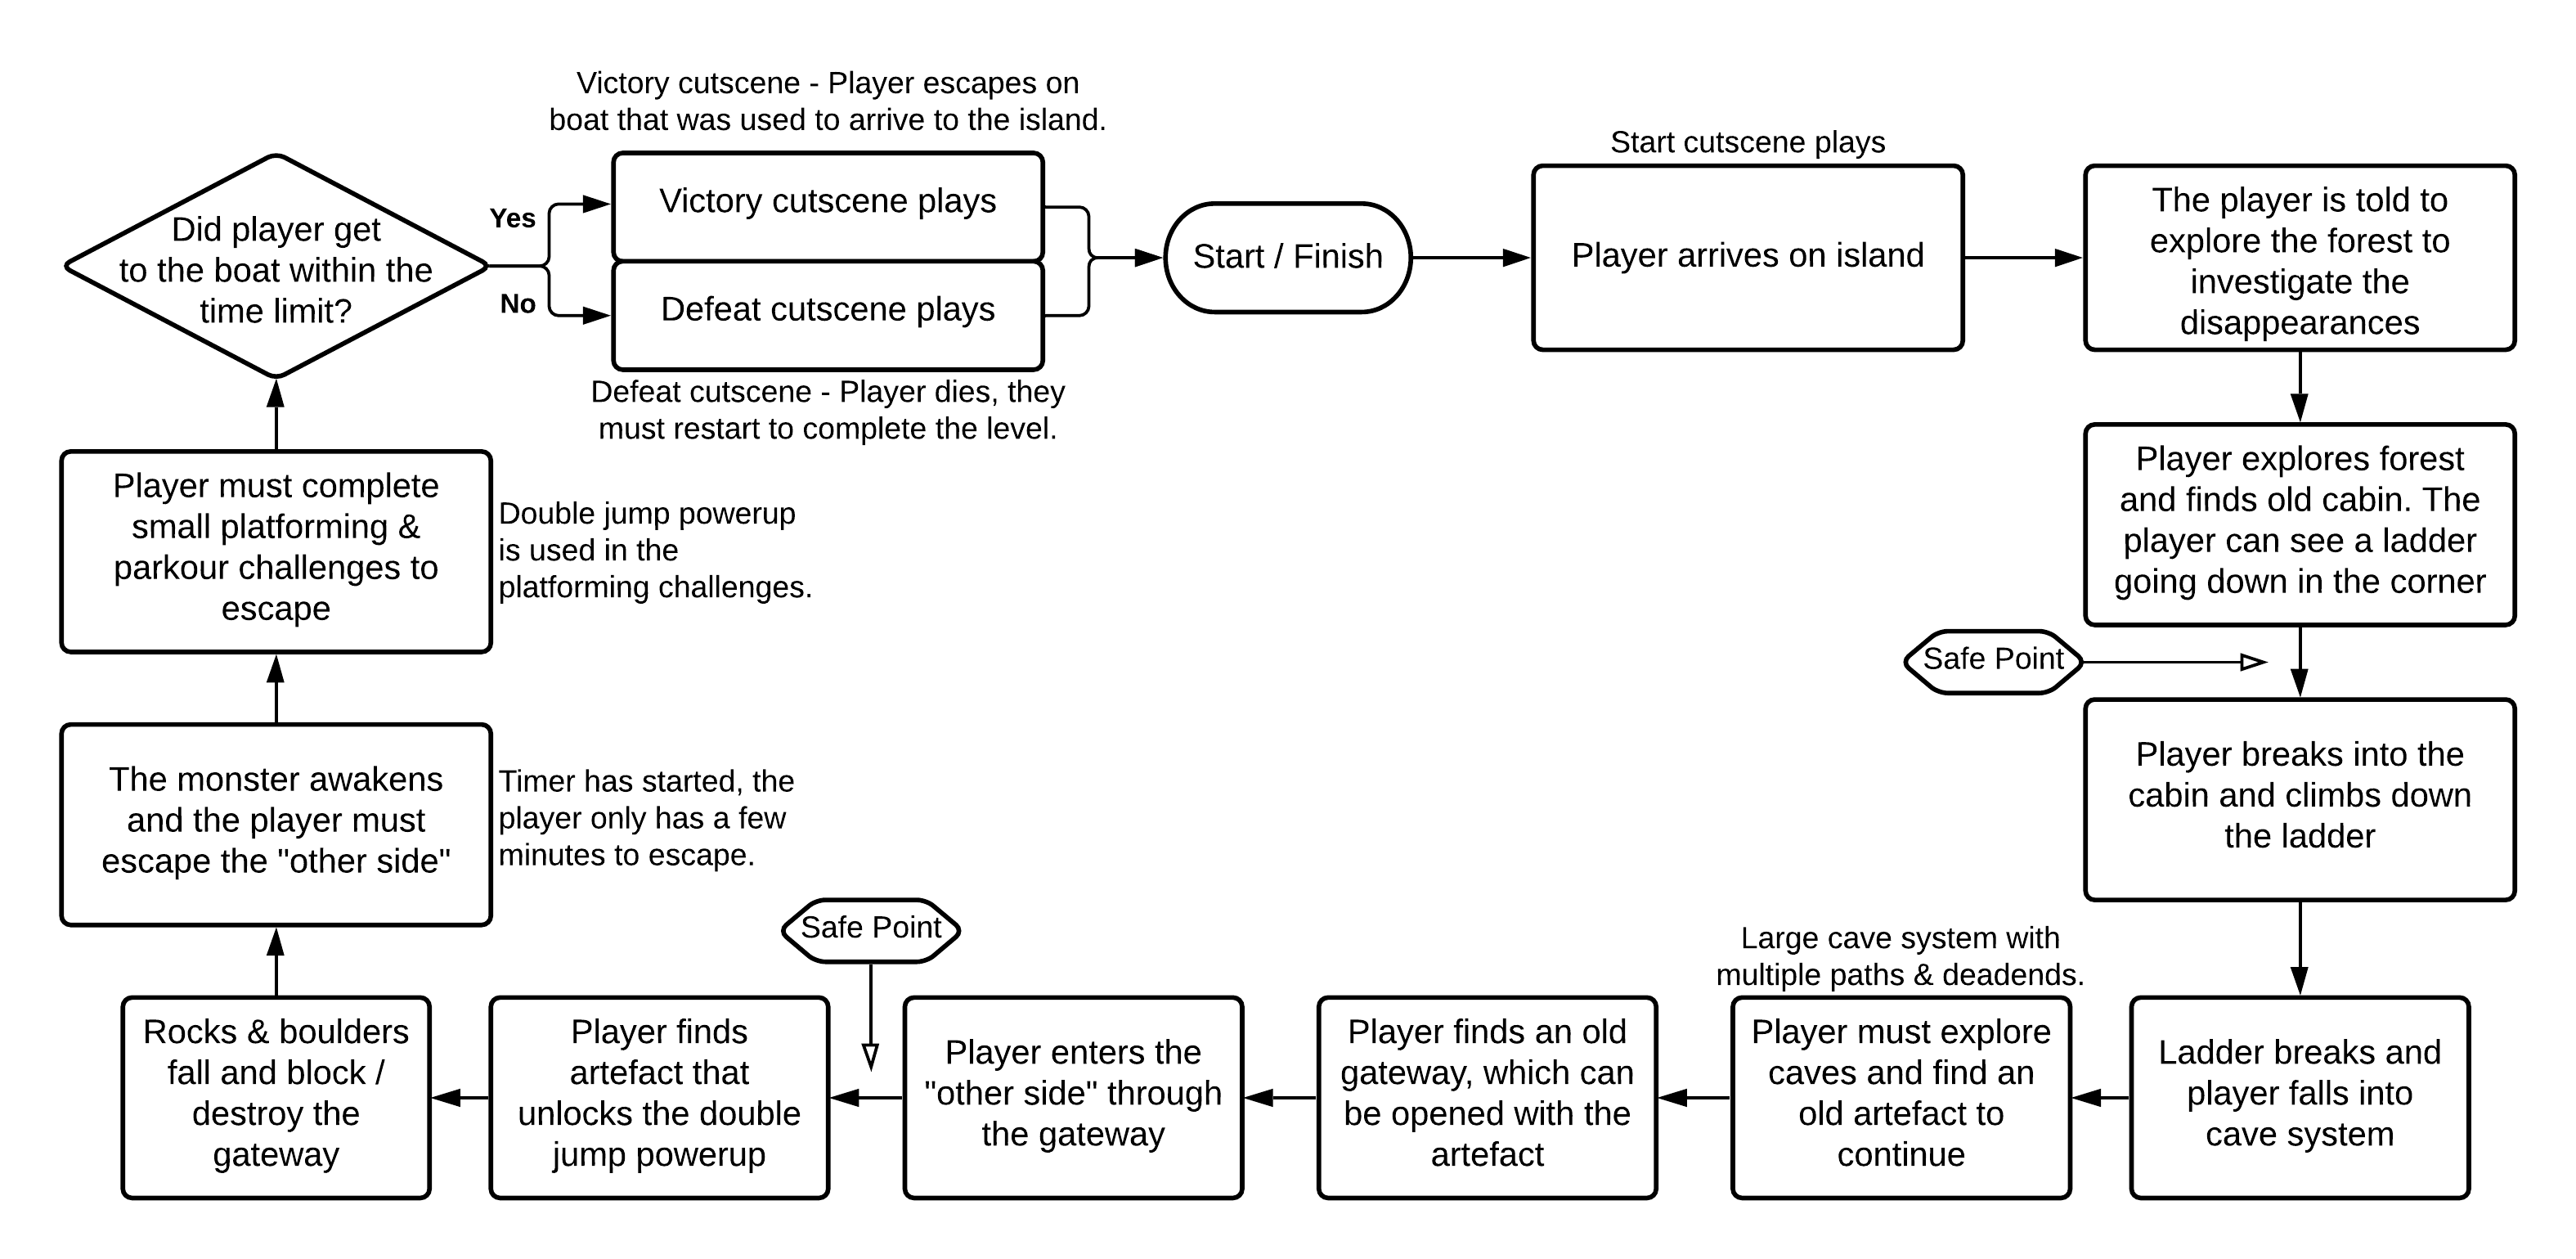 Victory cutscene - Player escapes on
boat that was used to arrive to the island.
Did player get
to the boat within the
time limit?
Yes
No
Victory cutscene plays
Defeat cutscene plays
Defeat cutscene - Player dies, they
must restart to complete the level.
Start / Finish
Start cutscene plays
Player arrives on island
The player is told to
explore the forest to
investigate the
disappearances
Player explores forest
and finds old cabin. The
player can see a ladder
going down in the corner
Safe Point
Player breaks into the
cabin and climbs down
the ladder
Ladder breaks and
player falls into
cave system
Large cave system with
multiple paths & deadends.
Player must explore
caves and find an
old artefact to
continue
Player finds an old
gateway, which can
be opened with the
artefact
Player enters the
"other side" through
the gateway
Safe Point
Player finds
artefact that
unlocks the double
jump powerup
Rocks & boulders
fall and block /
destroy the
gateway
The monster awakens
and the player must
escape the "other side"
Timer has started, the
player only has a few
minutes to escape.
Player must complete
small platforming &
parkour challenges to
escape
Double jump powerup
is used in the
platforming challenges.